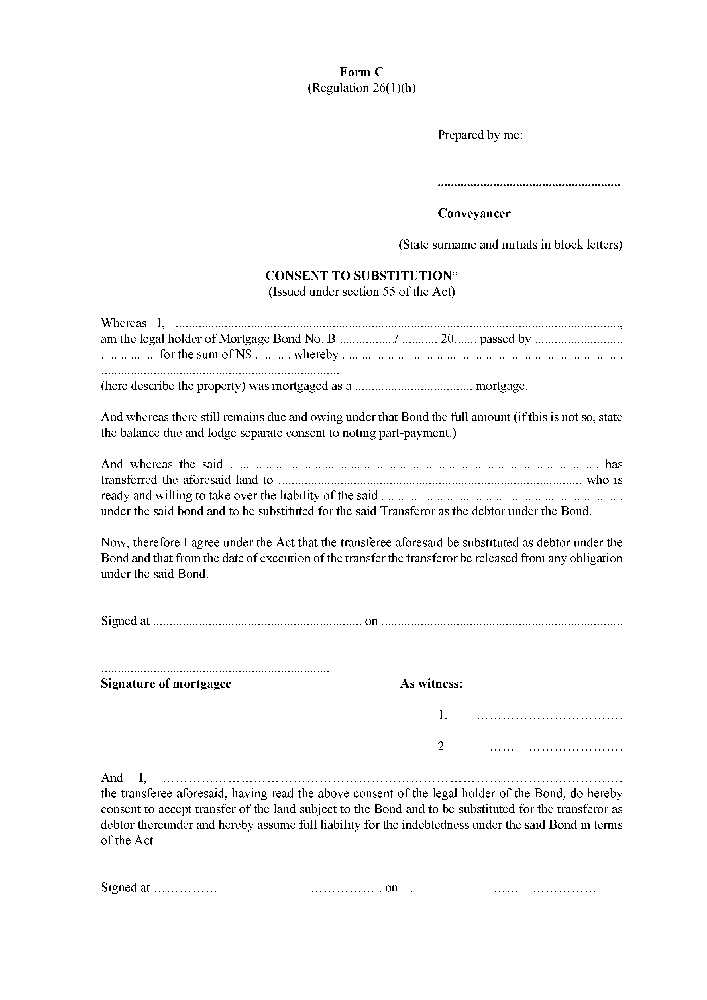 Form C
(Regulation 26(1)(h)
Prepared by me:
........................................................
Conveyancer
(State surname and initials in block letters)
CONSENT TO SUBSTITUTION*
(Issued under section 55 of the Act)
Whereas I, ........................................................................................................................................,
am the legal holder of Mortgage Bond No. B ................./ ........... 20....... passed by ...........................
................. for the sum of N$ ........... whereby ......................................................................................
.........................................................................
(here describe the property) was mortgaged as a .................................... mortgage.
And whereas there still remains due and owing under that Bond the full amount (if this is not so, state
the balance due and lodge separate consent to noting part-payment.)
And whereas the said ................................................................................................................. has
transferred the aforesaid land to ............................................................................................. who is
ready and willing to take over the liability of the said ..........................................................................
under the said bond and to be substituted for the said Transferor as the debtor under the Bond.
Now, therefore I agree under the Act that the transferee aforesaid be substituted as debtor under the
Bond and that from the date of execution of the transfer the transferor be released from any obligation
under the said Bond.
Signed at ................................................................ on ..........................................................................
......................................................................
Signature of mortgagee As witness:
1. …………………………….
2. …………………………….
And I, ……………………………………………………………………………………………,
the transferee aforesaid, having read the above consent of the legal holder of the Bond, do hereby
consent to accept transfer of the land subject to the Bond and to be substituted for the transferor as
debtor thereunder and hereby assume full liability for the indebtedness under the said Bond in terms
of the Act.
Signed at …………………………………………….. on …………………………………………